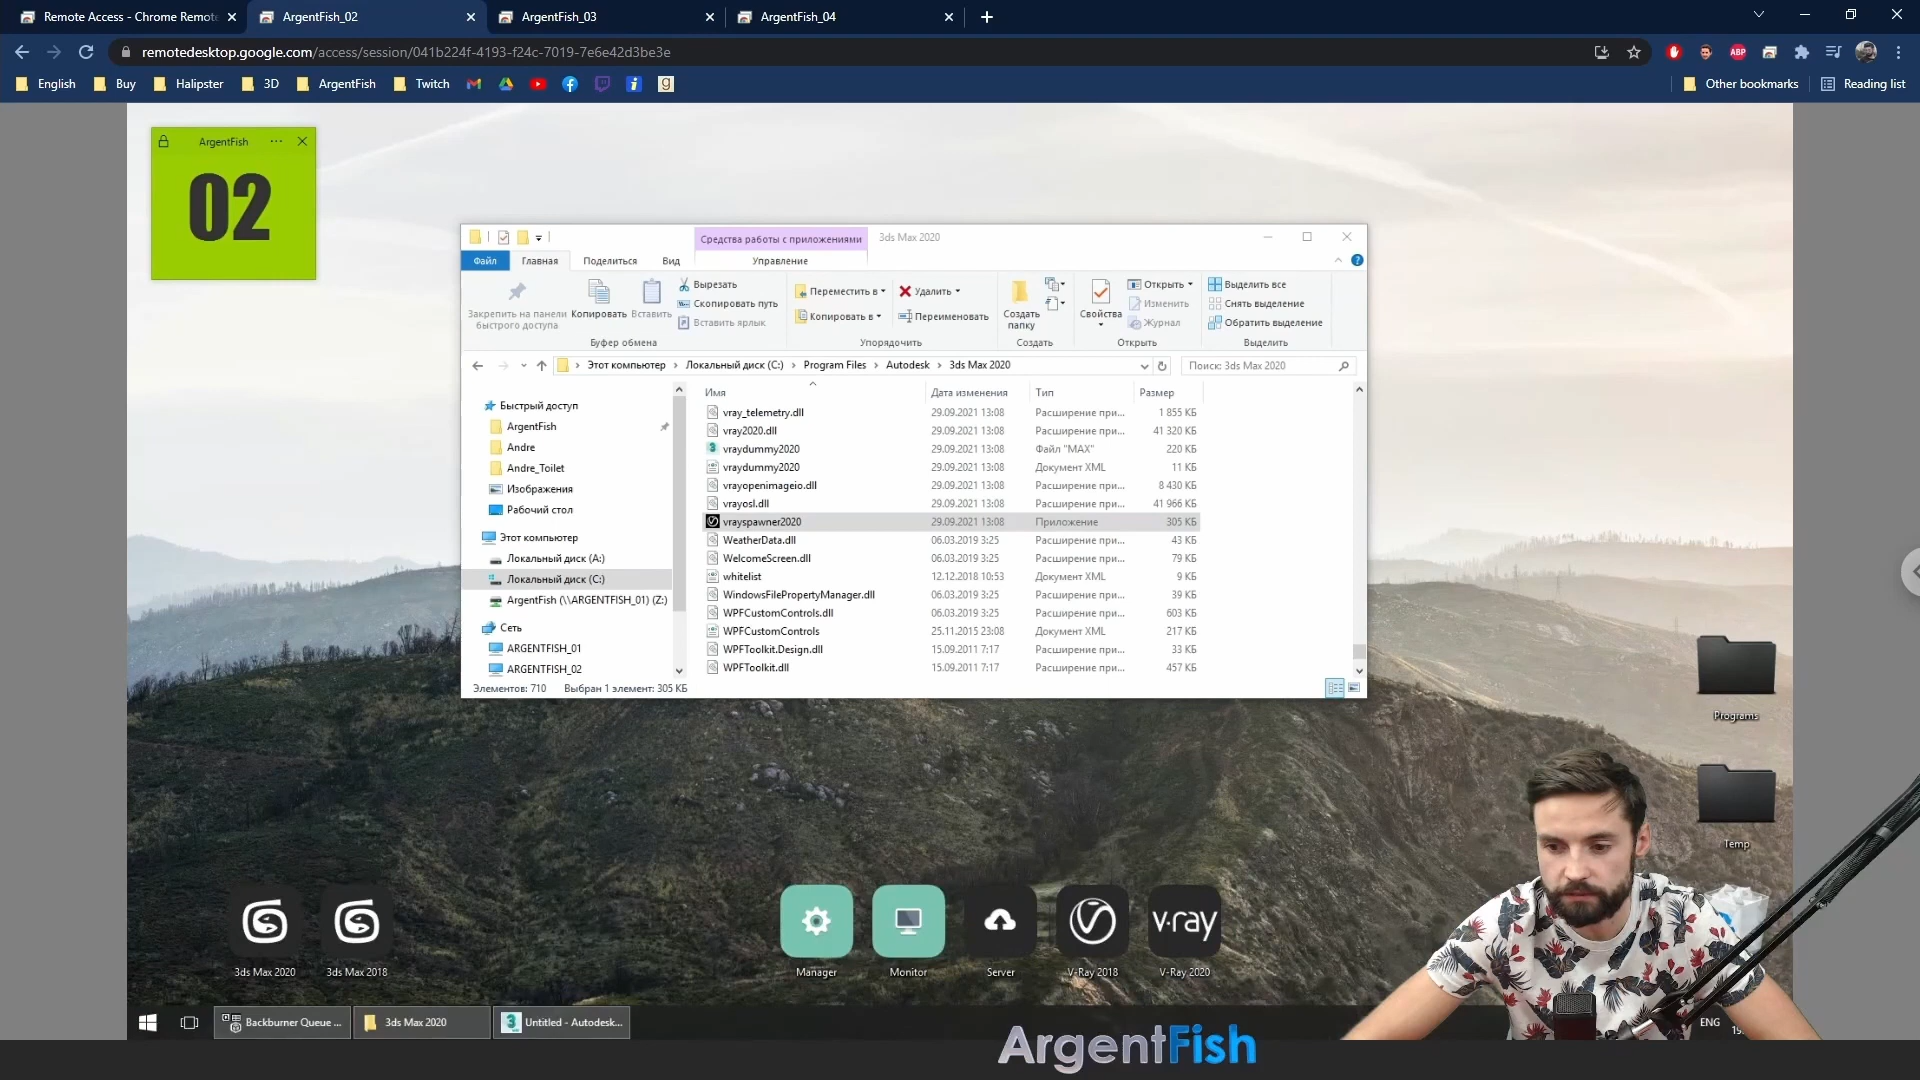 Remote Access - Chrome Remote
ArgentFish_02
ArgentFish_03
ArgentFish_04
remotedesktop.google.com/access/session/041b224f-4193-f24c-7019-7e6e42d3be3e
English
Buy
Halipster
3D
ArgentFish
Twitch
Other bookmarks
Reading list
ArgentFish
02
Средства работы с приложениями
3ds Max 2020
Файл
Главная
Поделиться
Вид
Управление
Закрепить на панели
быстрого доступа
Копировать
Вставить
Вырезать
Скопировать путь
Вставить ярлык
Переместить в
Копировать в
Удалить
Переименовать
Создать
папку
Свойства
Открыть
Изменить
Журнал
Выделить все
Снять выделение
Обратить выделение
Буфер обмена
Упорядочить
Создать
Открыть
Выделить
Этот компьютер > Локальный диск (C:) > Program Files > Autodesk > 3ds Max 2020
Поиск: 3ds Max 2020
Быстрый доступ
ArgentFish
Andre
Andre_Toilet
Изображения
Рабочий стол
Этот компьютер
Локальный диск (A:)
Локальный диск (C:)
ArgentFish (\\ARGENTFISH_01) (Z:)
Сеть
ARGENTFISH_01
ARGENTFISH_02
Имя Дата изменения Тип Размер
vray_telemetry.dll 29.09.2021 13:08 Расширение при... 1 855 КБ
vray2020.dll 29.09.2021 13:08 Расширение при... 41 320 КБ
vraydummy2020 29.09.2021 13:08 Файл "MAX" 220 КБ
vraydummy2020 29.09.2021 13:08 Документ XML 11 КБ
vrayopenimageio.dll 29.09.2021 13:08 Расширение при... 8 430 КБ
vrayosl.dll 29.09.2021 13:08 Расширение при... 41 966 КБ
vrayspawner2020 29.09.2021 13:08 Приложение 305 КБ
WeatherData.dll 06.03.2019 3:25 Расширение при... 43 КБ
WelcomeScreen.dll 06.03.2019 3:25 Расширение при... 79 КБ
whitelist 12.12.2018 10:53 Документ XML 9 КБ
WindowsFilePropertyManager.dll 06.03.2019 3:25 Расширение при... 39 КБ
WPFCustomControls.dll 06.03.2019 3:25 Расширение при... 603 КБ
WPFCustomControls 25.11.2015 23:08 Документ XML 217 КБ
WPFToolkit.Design.dll 15.09.2011 7:17 Расширение при... 33 КБ
WPFToolkit.dll 15.09.2011 7:17 Расширение при... 457 КБ
Элементов: 710 Выбран 1 элемент: 305 КБ
Programs
Temp
v·ray
3ds Max 2020
3ds Max 2018
Manager
Monitor
Server
V-Ray 2018
V-Ray 2020
Backburner Queue ...
3ds Max 2020
Untitled - Autodesk...
ENG
ArgentFish